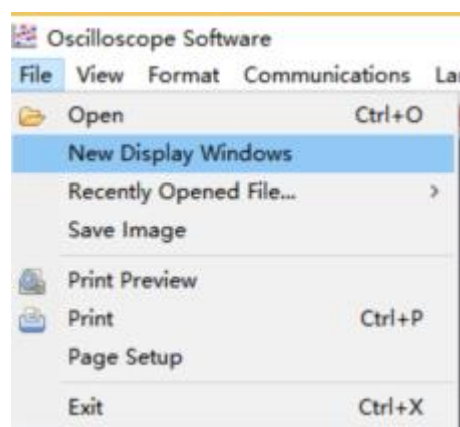 Oscilloscope Software
File View Format Communications
Open Ctrl+O
New Display Windows
Recently Opened File... >
Save Image
Print Preview
Print Ctrl+P
Page Setup
Exit Ctrl+X